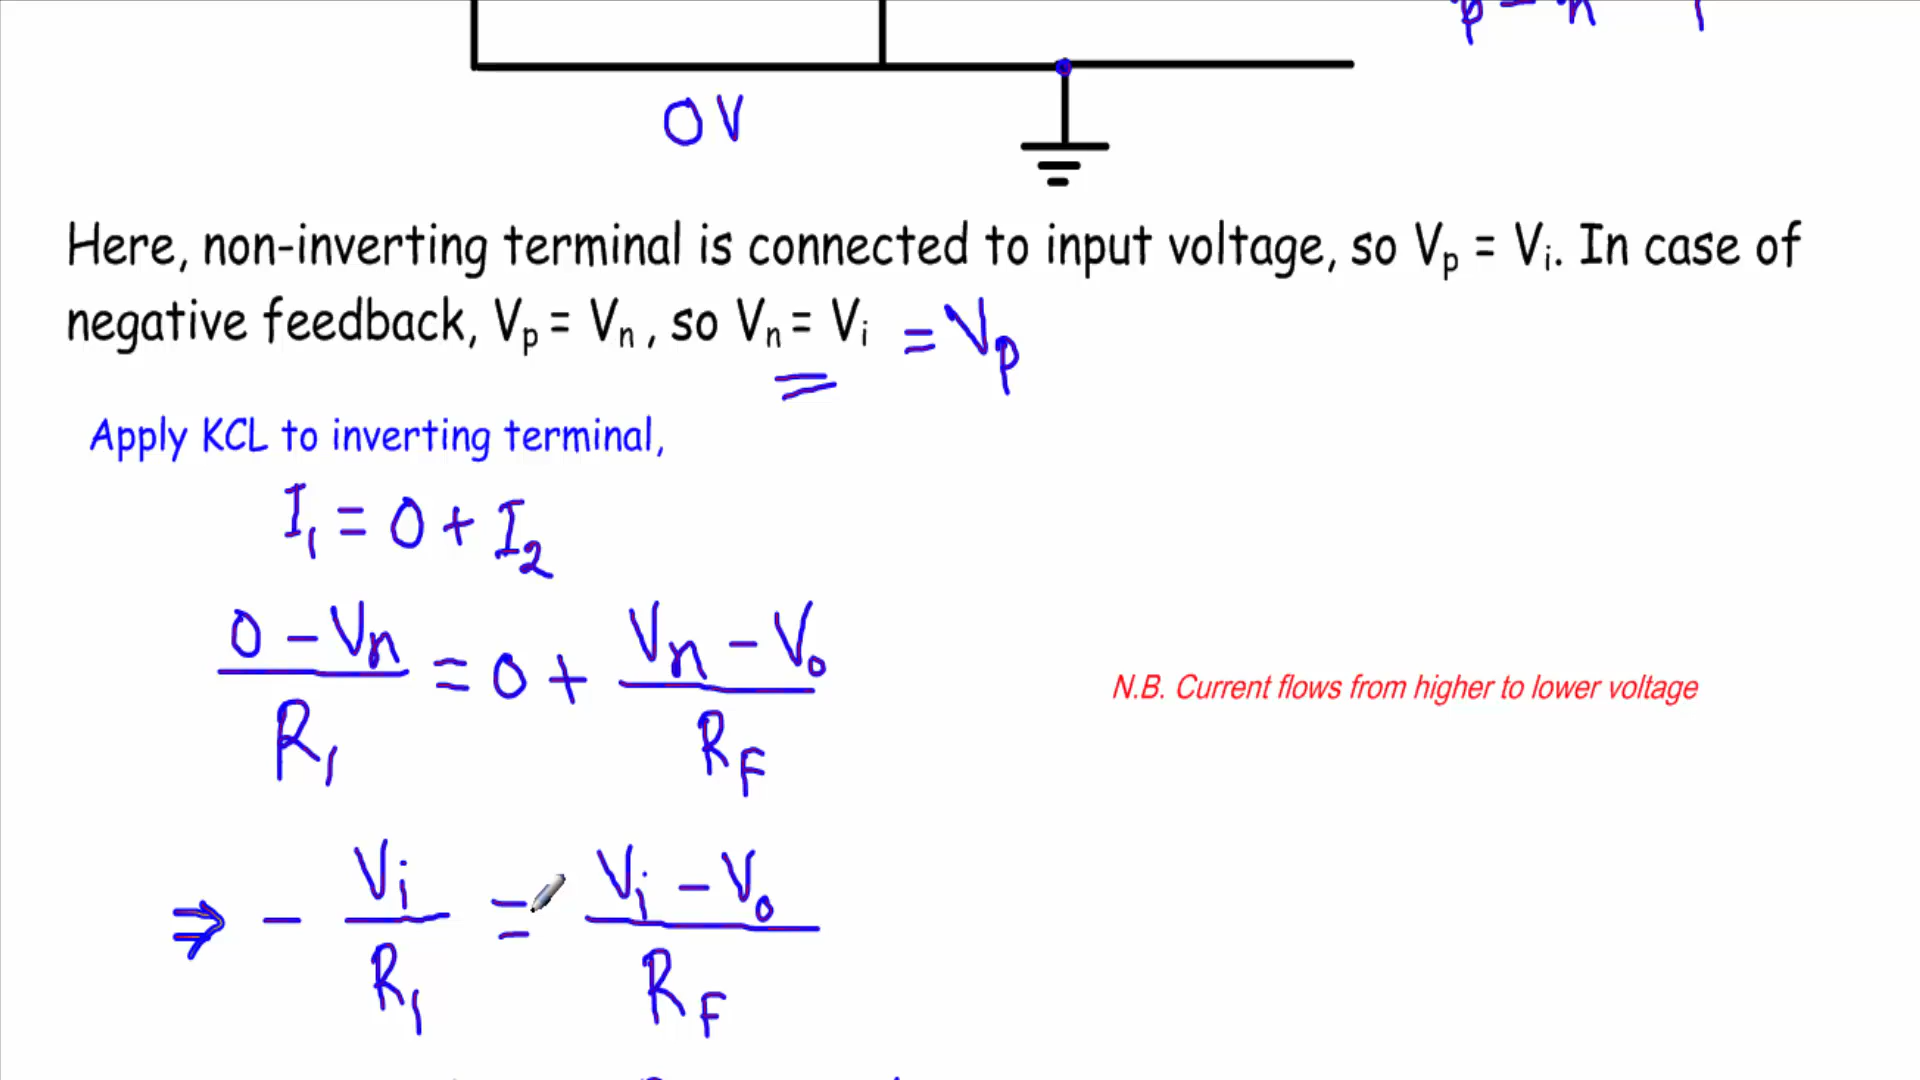 0V
Here, non-inverting terminal is connected to input voltage, so Vp = Vi. In case of
negative feedback, Vp = Vn , so Vn = Vi = Vp
Apply KCL to inverting terminal,
I1 = 0 + I2
0 - Vn / R1 = 0 + Vn - Vo / RF
N.B. Current flows from higher to lower voltage
⇒ - Vi / R1 = Vi - Vo / RF